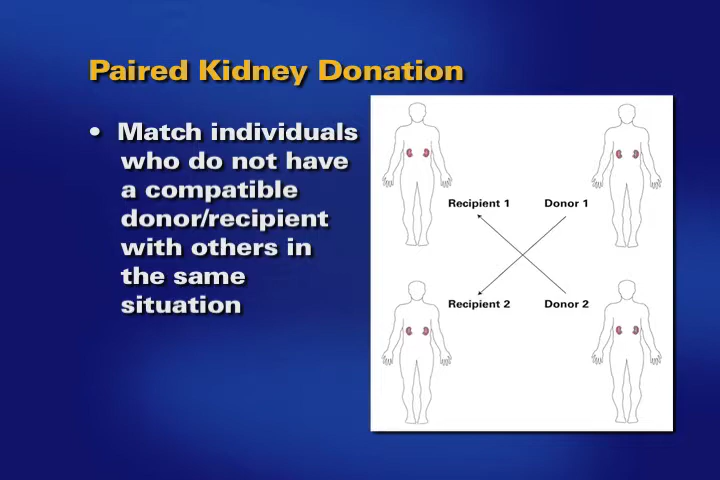 Paired Kidney Donation
• Match individuals
who do not have
a compatible
donor/recipient
with others in
the same
situation
Recipient 1 Donor 1
Recipient 2 Donor 2